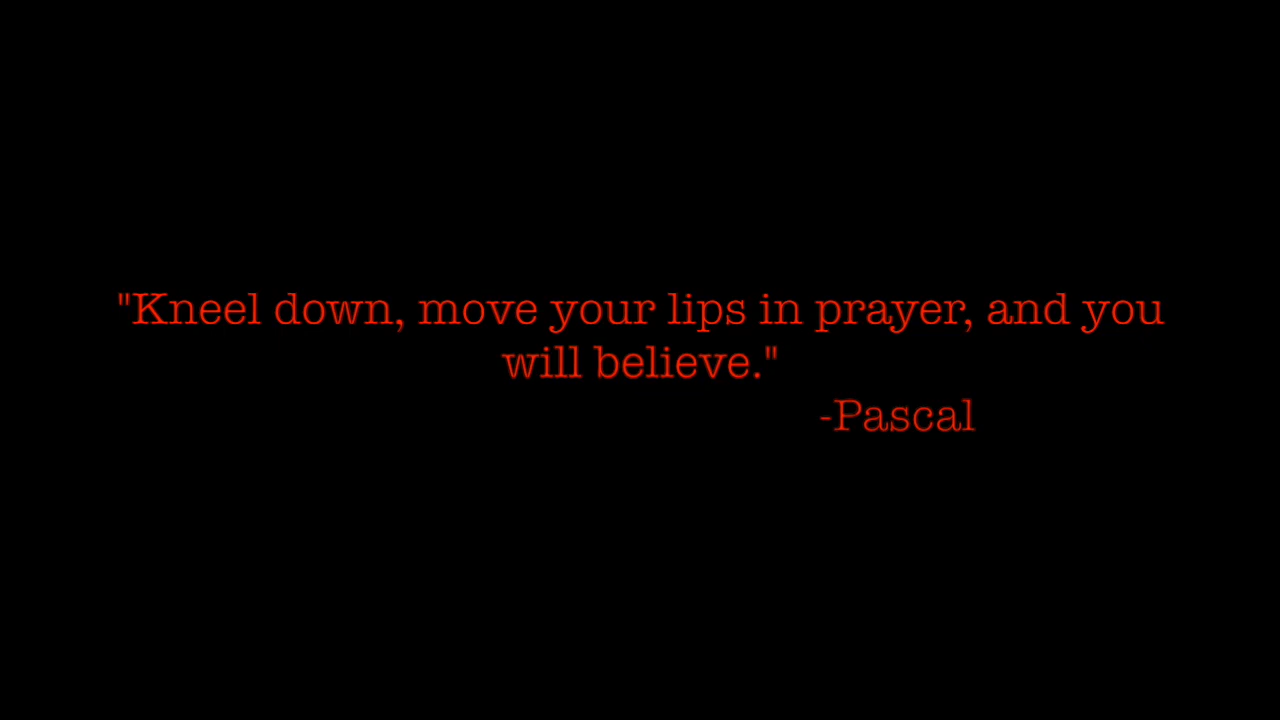 "Kneel down, move your lips in prayer, and you
will believe."
-Pascal